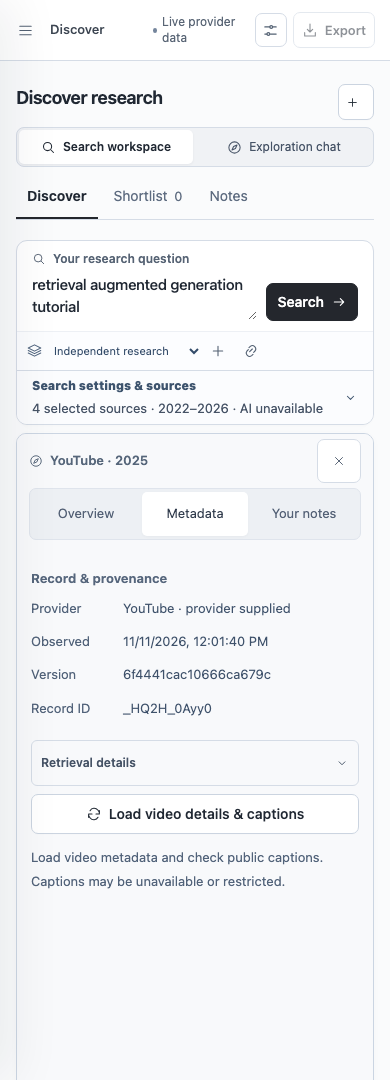 Discover
Live provider
data
Export
Discover research
Search workspace
Exploration chat
Discover
Shortlist 0
Notes
Your research question
retrieval augmented generation
tutorial
Search
Independent research
Search settings & sources
4 selected sources · 2022–2026 · AI unavailable
YouTube · 2025
Overview
Metadata
Your notes
Record & provenance
Provider YouTube · provider supplied
Observed 11/11/2026, 12:01:40 PM
Version 6f4441cac10666ca679c
Record ID _HQ2H_0Ayy0
Retrieval details
Load video details & captions
Load video metadata and check public captions.
Captions may be unavailable or restricted.